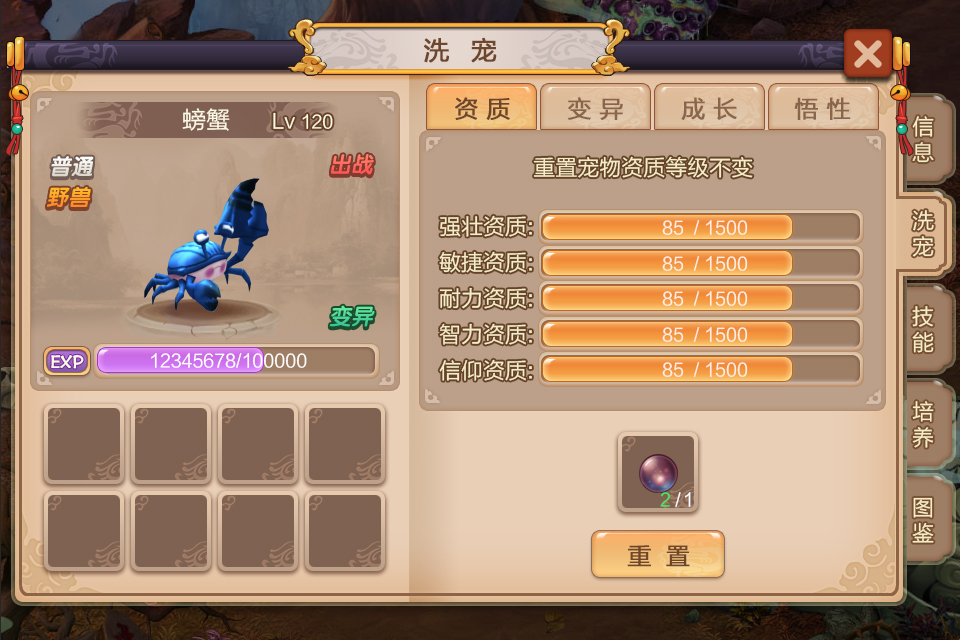 洗宠
螃蟹 Lv 120
普通
出战
野兽
变异
EXP 12345678/100000
资质 变异 成长 悟性
重置宠物资质等级不变
强壮资质: 85 / 1500
敏捷资质: 85 / 1500
耐力资质: 85 / 1500
智力资质: 85 / 1500
信仰资质: 85 / 1500
2/1
重置
信息
洗宠
技能
培养
图鉴